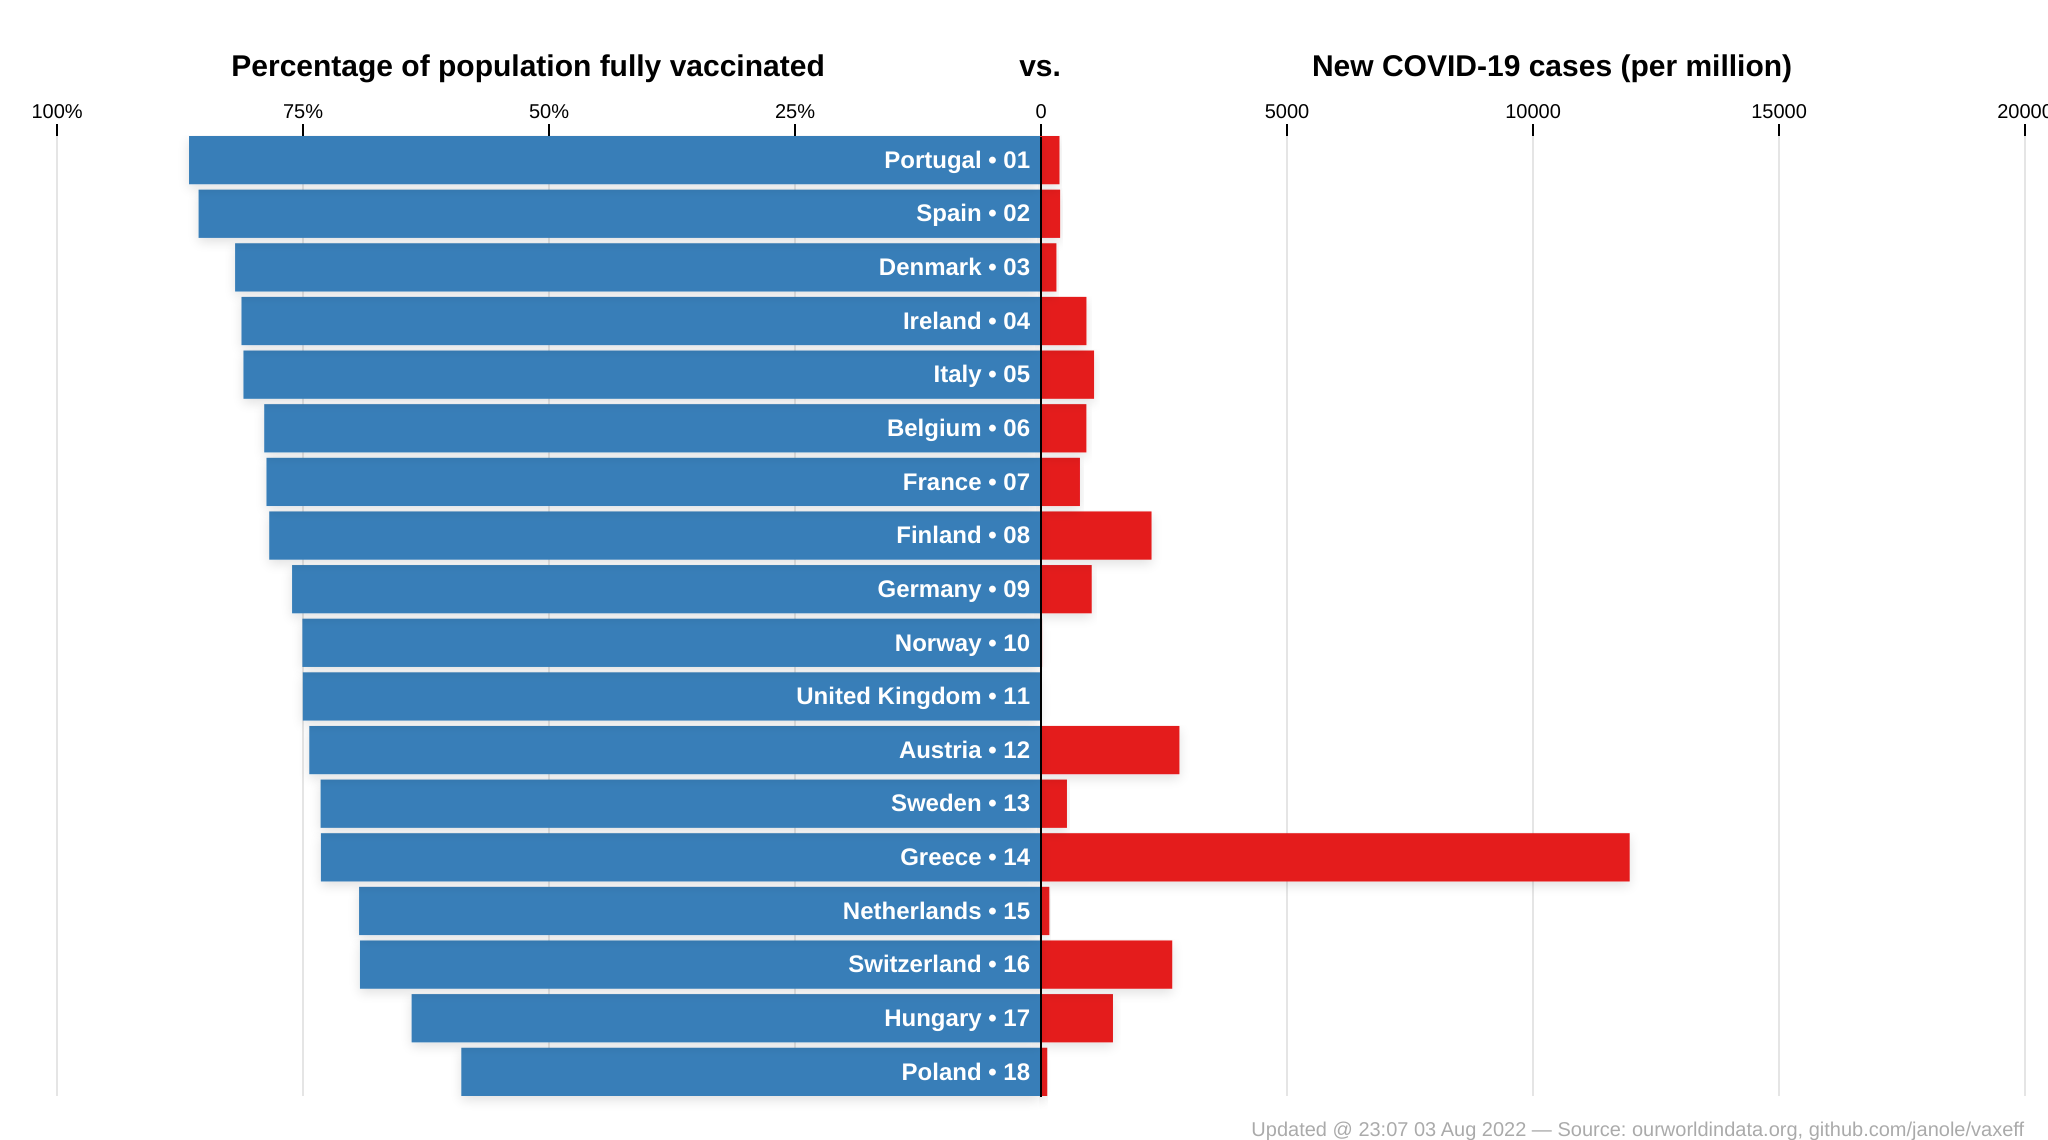 Percentage of population fully vaccinated vs. New COVID-19 cases (per million)
100% 75% 50% 25% 0 5000 10000 15000 20000
Portugal • 01
Spain • 02
Denmark • 03
Ireland • 04
Italy • 05
Belgium • 06
France • 07
Finland • 08
Germany • 09
Norway • 10
United Kingdom • 11
Austria • 12
Sweden • 13
Greece • 14
Netherlands • 15
Switzerland • 16
Hungary • 17
Poland • 18
Updated @ 23:07 03 Aug 2022 — Source: ourworldindata.org, github.com/janole/vaxeff